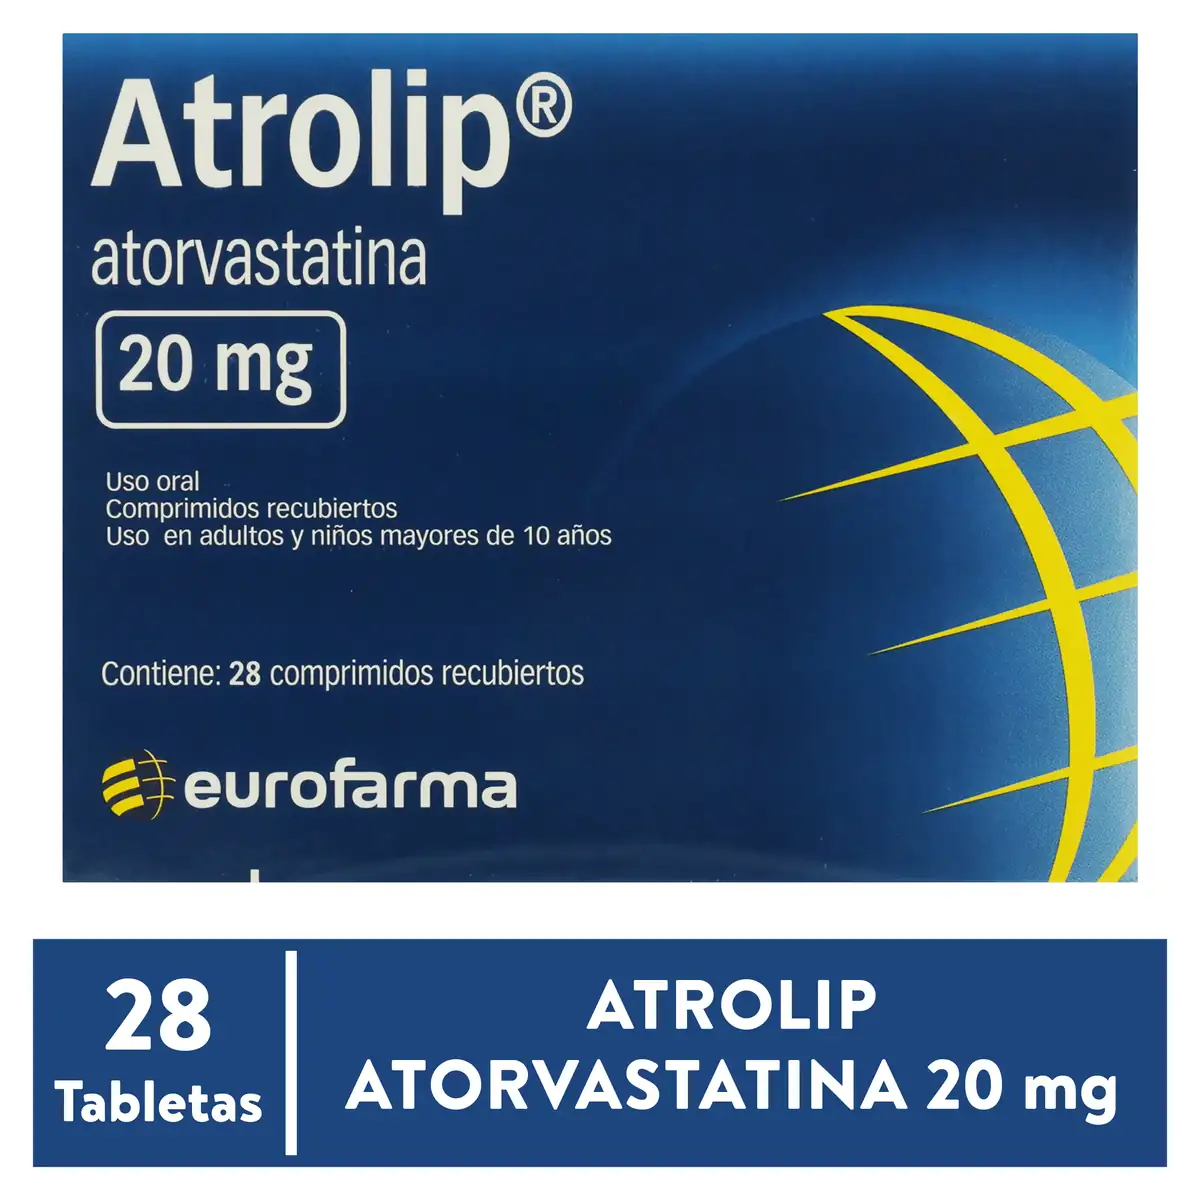 Atrolip®
atorvastatina
20 mg
Uso oral
Comprimidos recubiertos
Uso en adultos y niños mayores de 10 años
Contiene: 28 comprimidos recubiertos
eurofarma
28
Tabletas
ATROLIP
ATORVASTATINA 20 mg